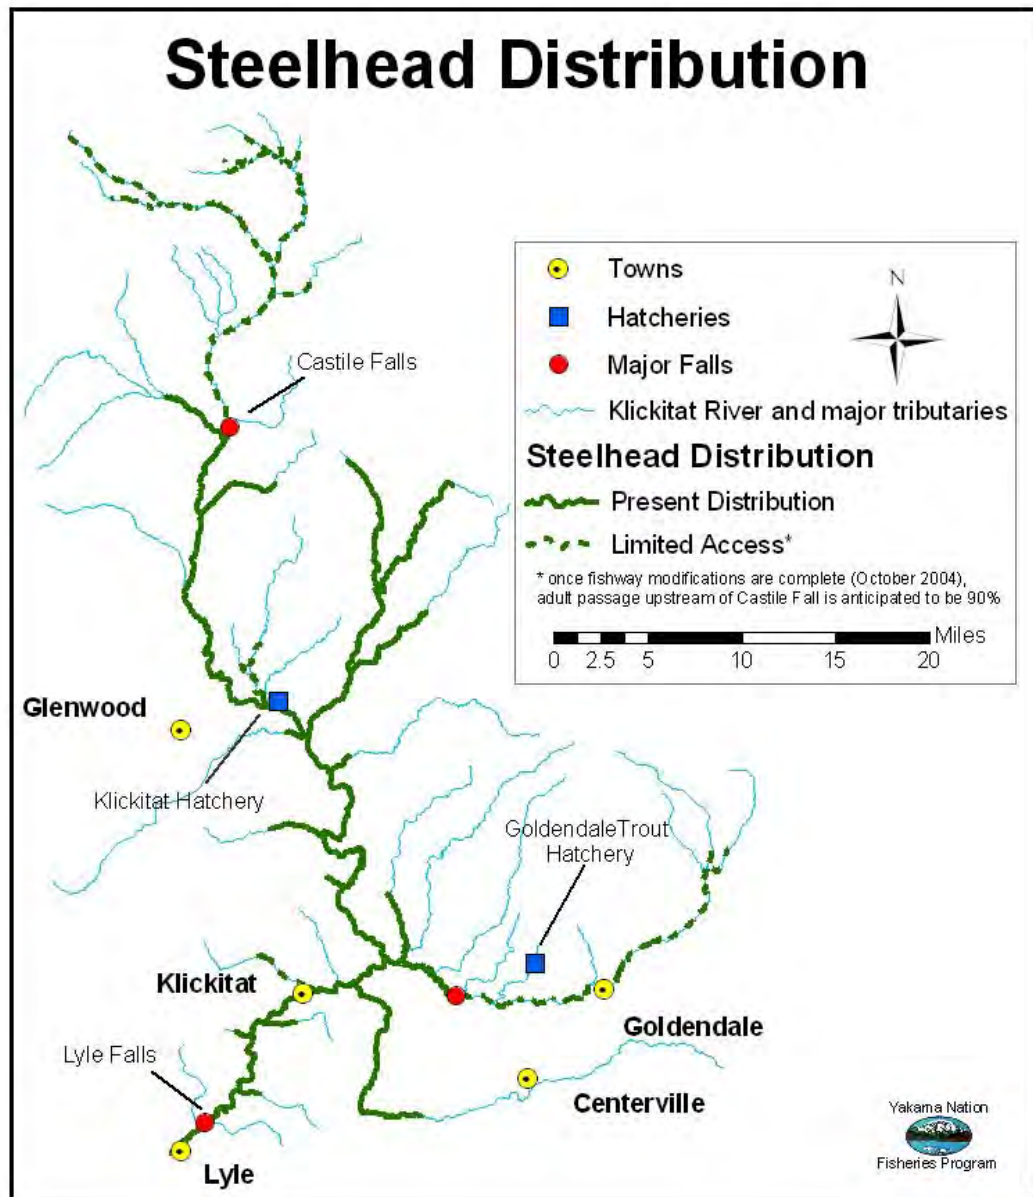 Steelhead Distribution
Towns
N
Hatcheries
Major Falls
Klickitat River and major tributaries
Steelhead Distribution
Present Distribution
Limited Access*
* once fishway modifications are complete (October 2004),
adult passage upstream of Castile Fall is anticipated to be 90%
Miles
0 2.5 5 10 15 20
Castile Falls
Glenwood
Klickitat Hatchery
GoldendaleTrout
Hatchery
Klickitat
Goldendale
Lyle Falls
Centerville
Lyle
Yakama Nation
Fisheries Program